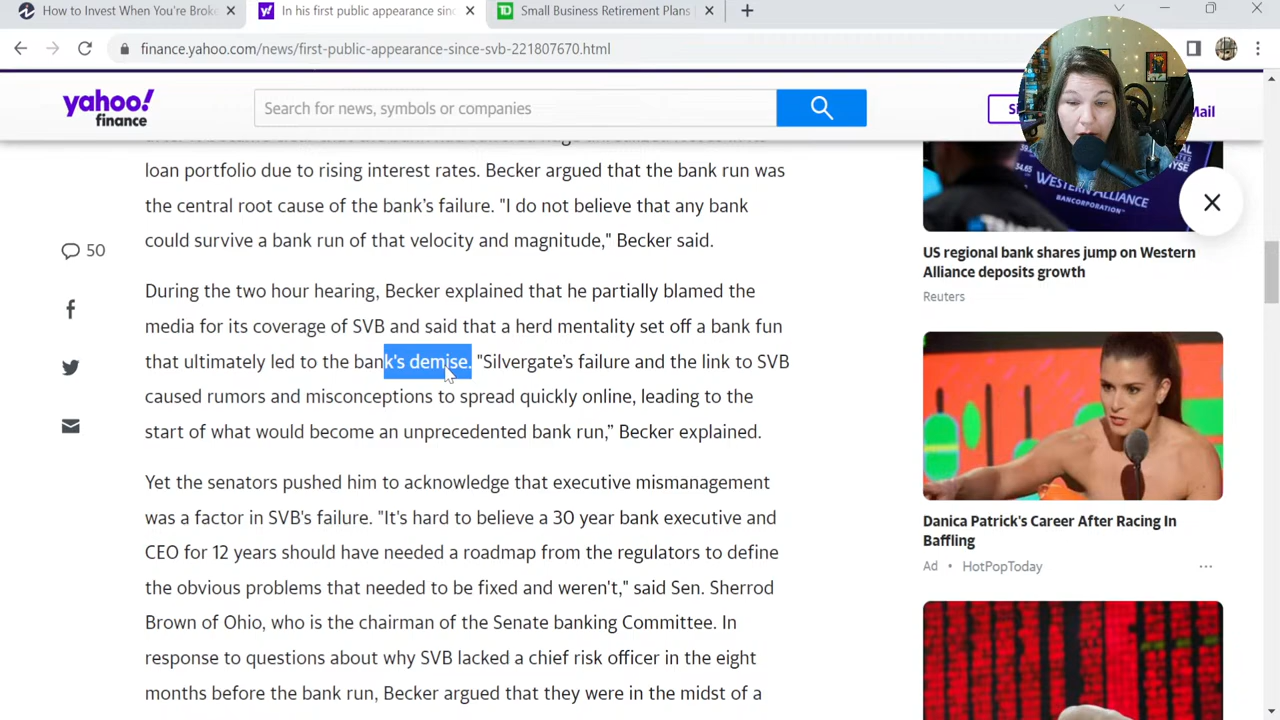 How to Invest When You're Broke
In his first public appearance sinc
Small Business Retirement Plans |
finance.yahoo.com/news/first-public-appearance-since-svb-221807670.html
yahoo!
finance
Search for news, symbols or companies
Mail
loan portfolio due to rising interest rates. Becker argued that the bank run was
the central root cause of the bank’s failure. "I do not believe that any bank
could survive a bank run of that velocity and magnitude," Becker said.
50
During the two hour hearing, Becker explained that he partially blamed the
media for its coverage of SVB and said that a herd mentality set off a bank fun
that ultimately led to the bank's demise. "Silvergate’s failure and the link to SVB
caused rumors and misconceptions to spread quickly online, leading to the
start of what would become an unprecedented bank run,” Becker explained.
Yet the senators pushed him to acknowledge that executive mismanagement
was a factor in SVB's failure. "It's hard to believe a 30 year bank executive and
CEO for 12 years should have needed a roadmap from the regulators to define
the obvious problems that needed to be fixed and weren't," said Sen. Sherrod
Brown of Ohio, who is the chairman of the Senate banking Committee. In
response to questions about why SVB lacked a chief risk officer in the eight
months before the bank run, Becker argued that they were in the midst of a
WESTERN ALLIANCE
BANCORPORATION
US regional bank shares jump on Western
Alliance deposits growth
Reuters
Danica Patrick's Career After Racing In
Baffling
Ad • HotPopToday